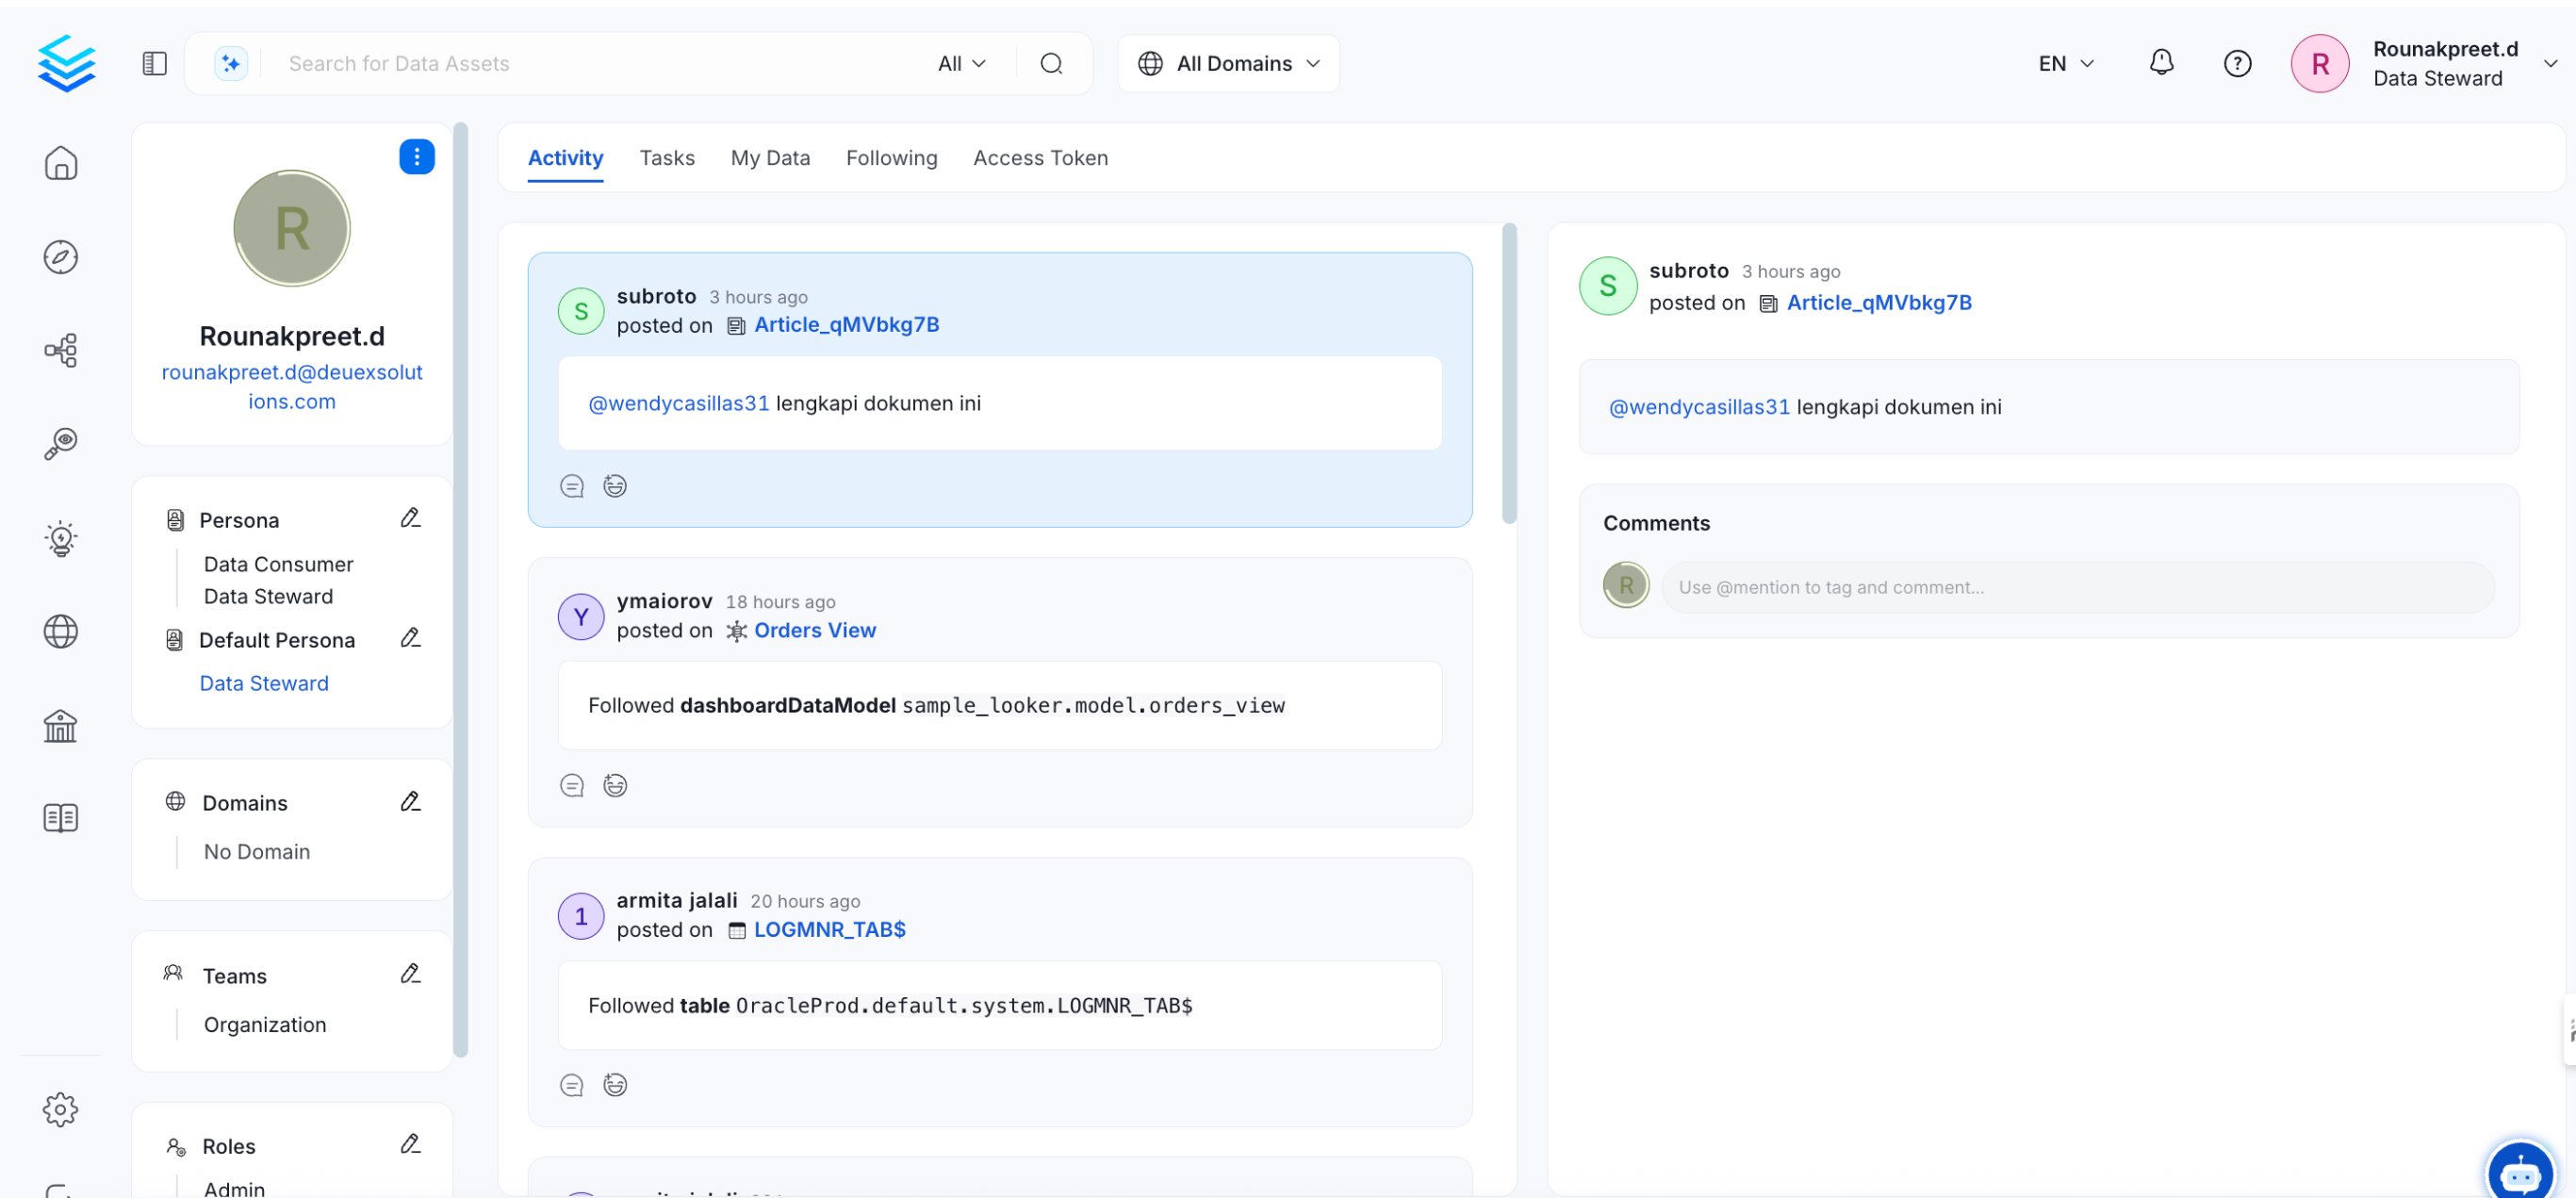 Search for Data Assets
All
All Domains
EN
R
Rounakpreet.d
Data Steward
R
Rounakpreet.d
rounakpreet.d@deuexsolut
ions.com
Persona
Data Consumer
Data Steward
Default Persona
Data Steward
Domains
No Domain
Teams
Organization
Roles
Admin
Activity Tasks My Data Following Access Token
S
subroto 3 hours ago
posted on Article_qMVbkg7B
@wendycasillas31 lengkapi dokumen ini
Y
ymaiorov 18 hours ago
posted on Orders View
Followed dashboardDataModel sample_looker.model.orders_view
1
armita jalali 20 hours ago
posted on LOGMNR_TAB$
Followed table OracleProd.default.system.LOGMNR_TAB$
S
subroto 3 hours ago
posted on Article_qMVbkg7B
@wendycasillas31 lengkapi dokumen ini
Comments
R
Use @mention to tag and comment...